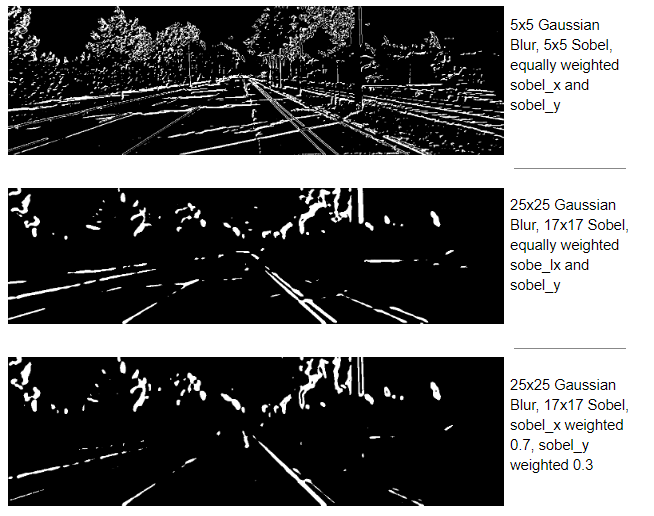 5x5 Gaussian
Blur, 5x5 Sobel,
equally weighted
sobel_x and
sobel_y
25x25 Gaussian
Blur, 17x17 Sobel,
equally weighted
sobe_lx and
sobel_y
25x25 Gaussian
Blur, 17x17 Sobel,
sobel_x weighted
0.7, sobel_y
weighted 0.3